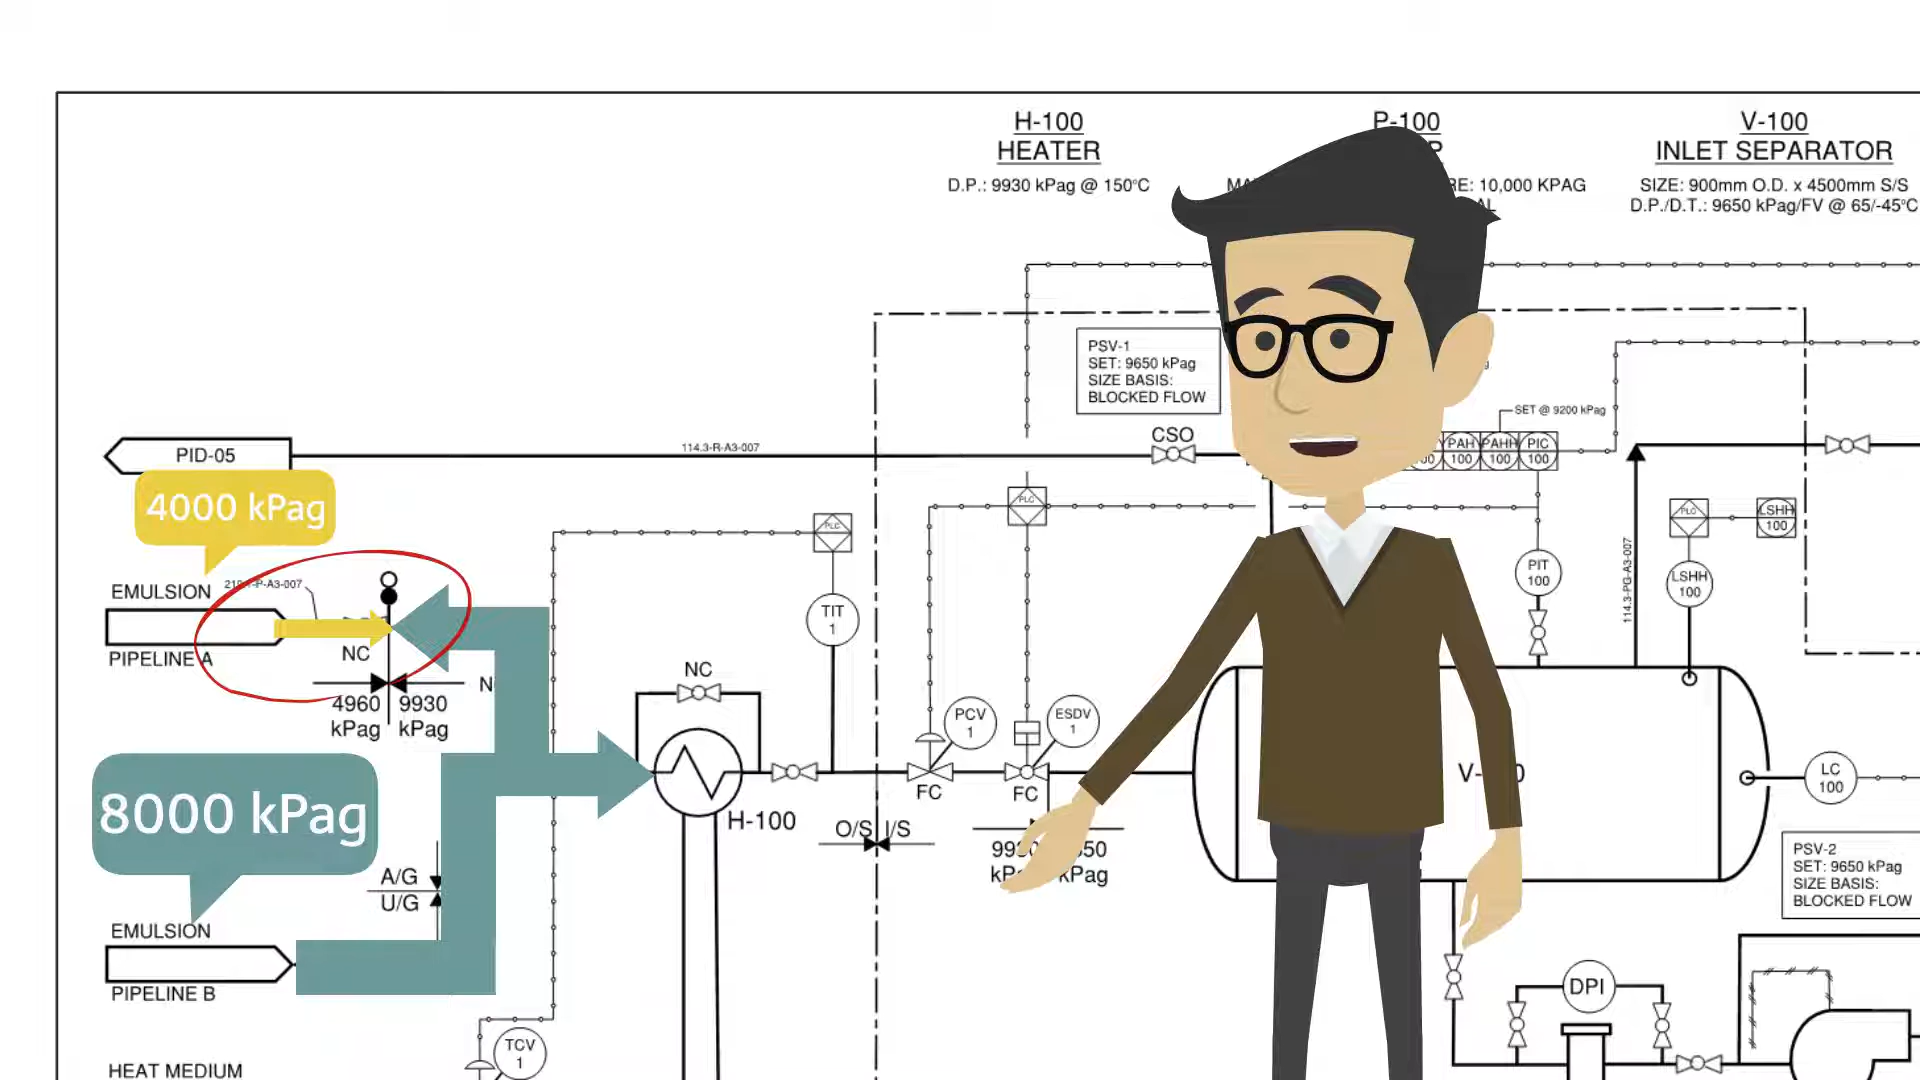 H-100
HEATER
D.P.: 9930 kPag @ 150°C
P-100
RE: 10,000 KPAG
AL
V-100
INLET SEPARATOR
SIZE: 900mm O.D. x 4500mm S/S
D.P./D.T.: 9650 kPag/FV @ 65/-45°C
PSV-1
SET: 9650 kPag
SIZE BASIS:
BLOCKED FLOW
SET @ 9200 kPag
PID-05
114.3-R-A3-007
CSO
PAH
100
PAHH
100
PIC
100
4000 kPag
PLC
PLC
PLC
LSHH
100
EMULSION
PIPELINE A
NC
4960
kPag
9930
kPag
TIT
1
PIT
100
LSHH
100
114.3-PG-A3-007
NC
PCV
1
ESDV
1
FC
FC
H-100
O/S
I/S
kPag
LC
100
8000 kPag
A/G
U/G
PSV-2
SET: 9650 kPag
SIZE BASIS:
BLOCKED FLOW
EMULSION
PIPELINE B
DPI
TCV
1
HEAT MEDIUM